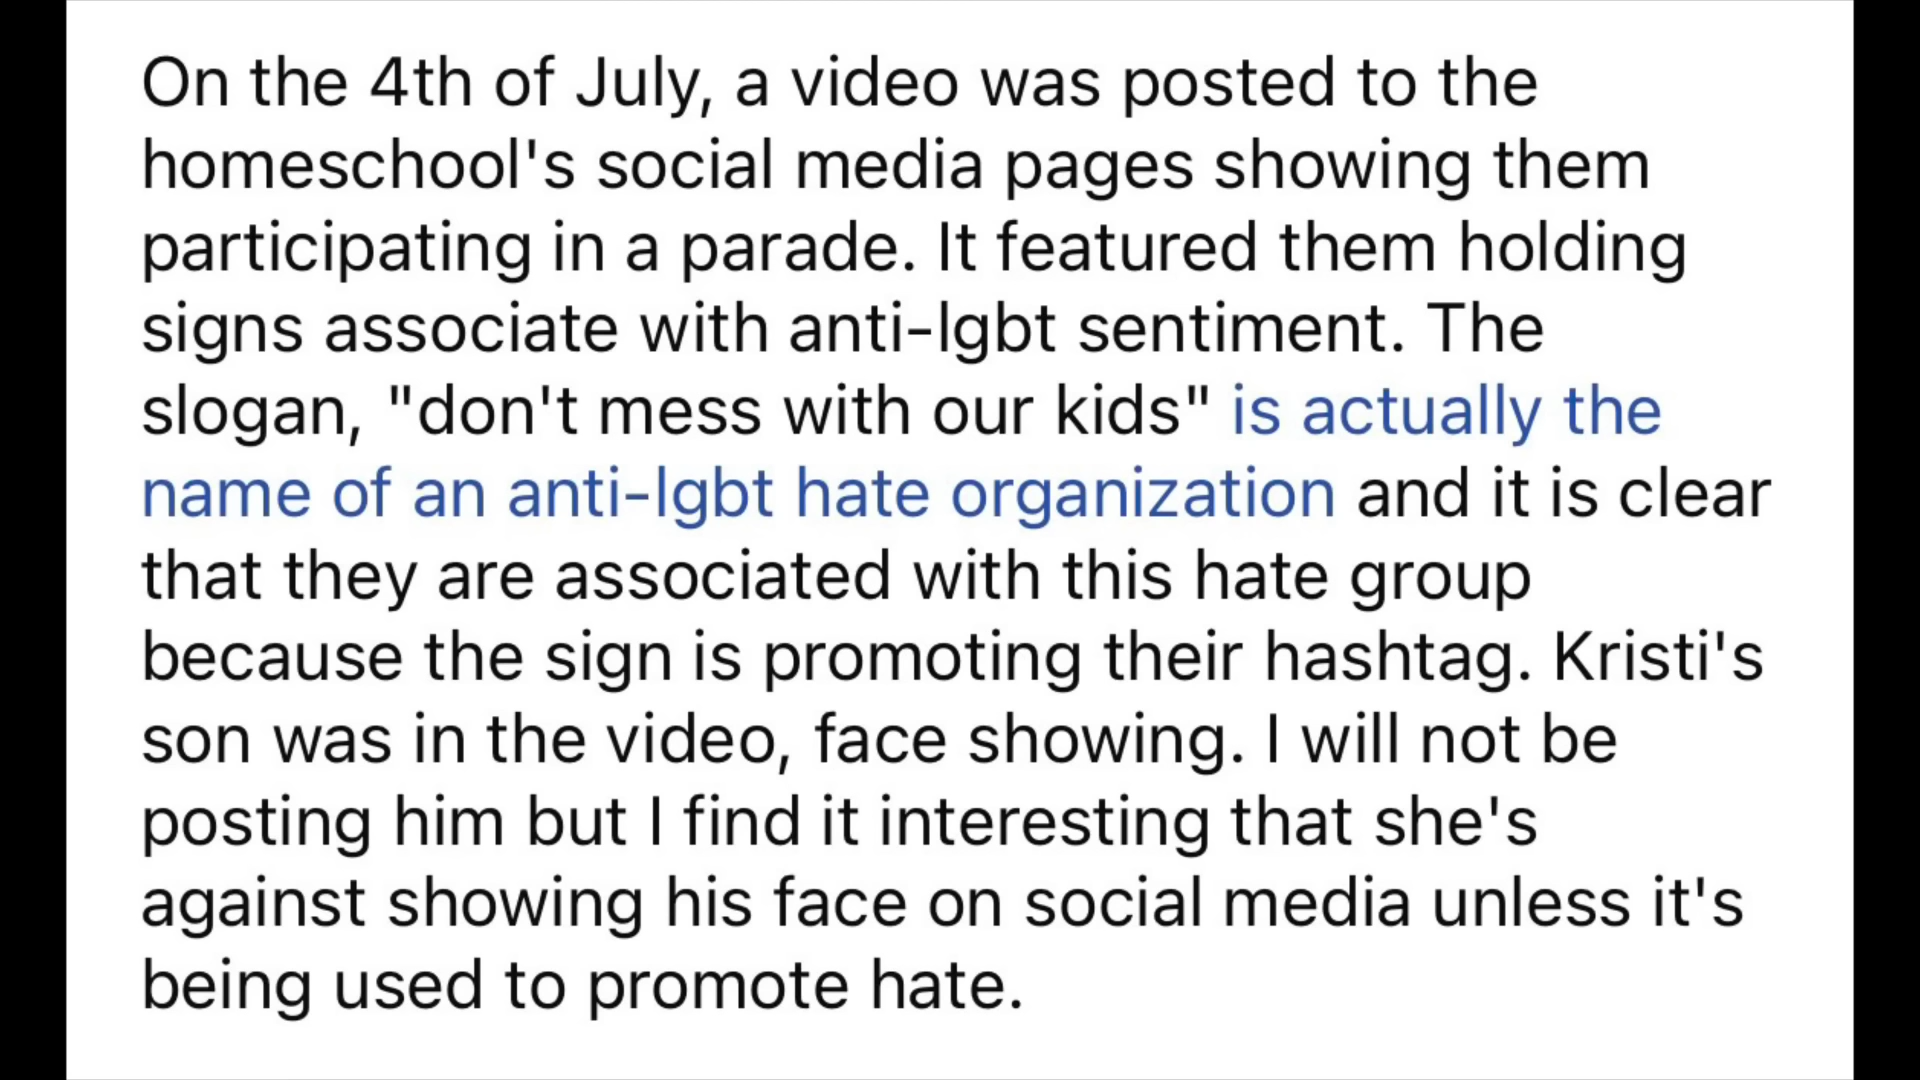 On the 4th of July, a video was posted to the
homeschool's social media pages showing them
participating in a parade. It featured them holding
signs associate with anti-lgbt sentiment. The
slogan, "don't mess with our kids" is actually the
name of an anti-lgbt hate organization and it is clear
that they are associated with this hate group
because the sign is promoting their hashtag. Kristi's
son was in the video, face showing. I will not be
posting him but I find it interesting that she's
against showing his face on social media unless it's
being used to promote hate.